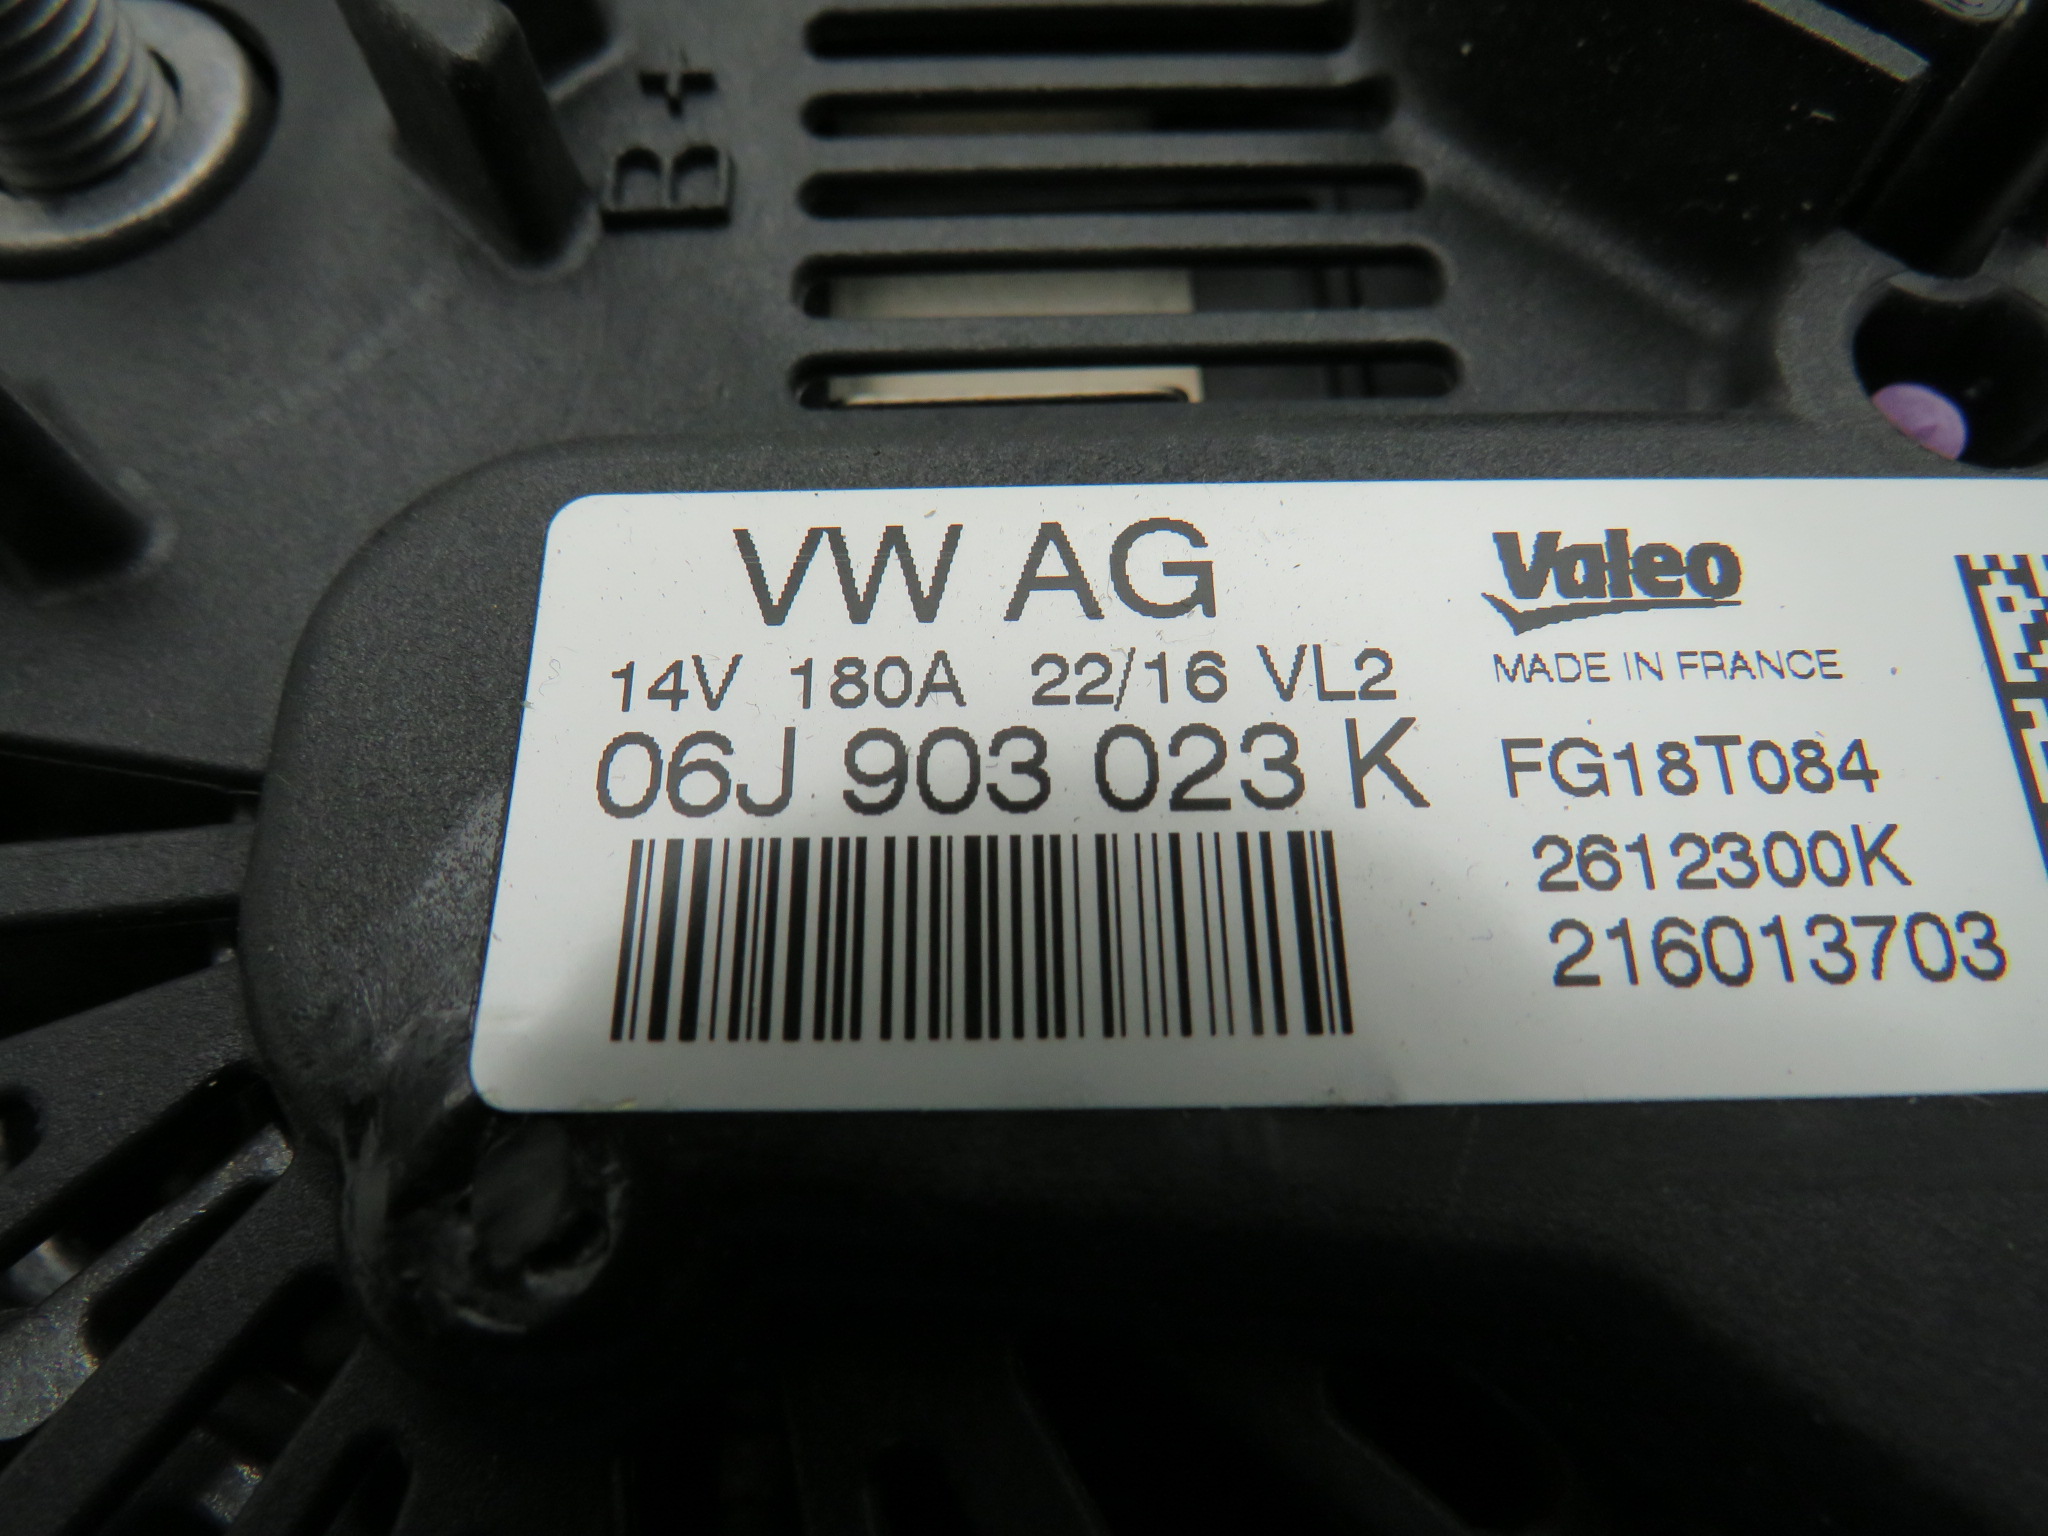 B+
VW AG
14V 180A 22/16 VL2
06J 903 023 K
Valeo
MADE IN FRANCE
FG18T084
2612300K
216013703